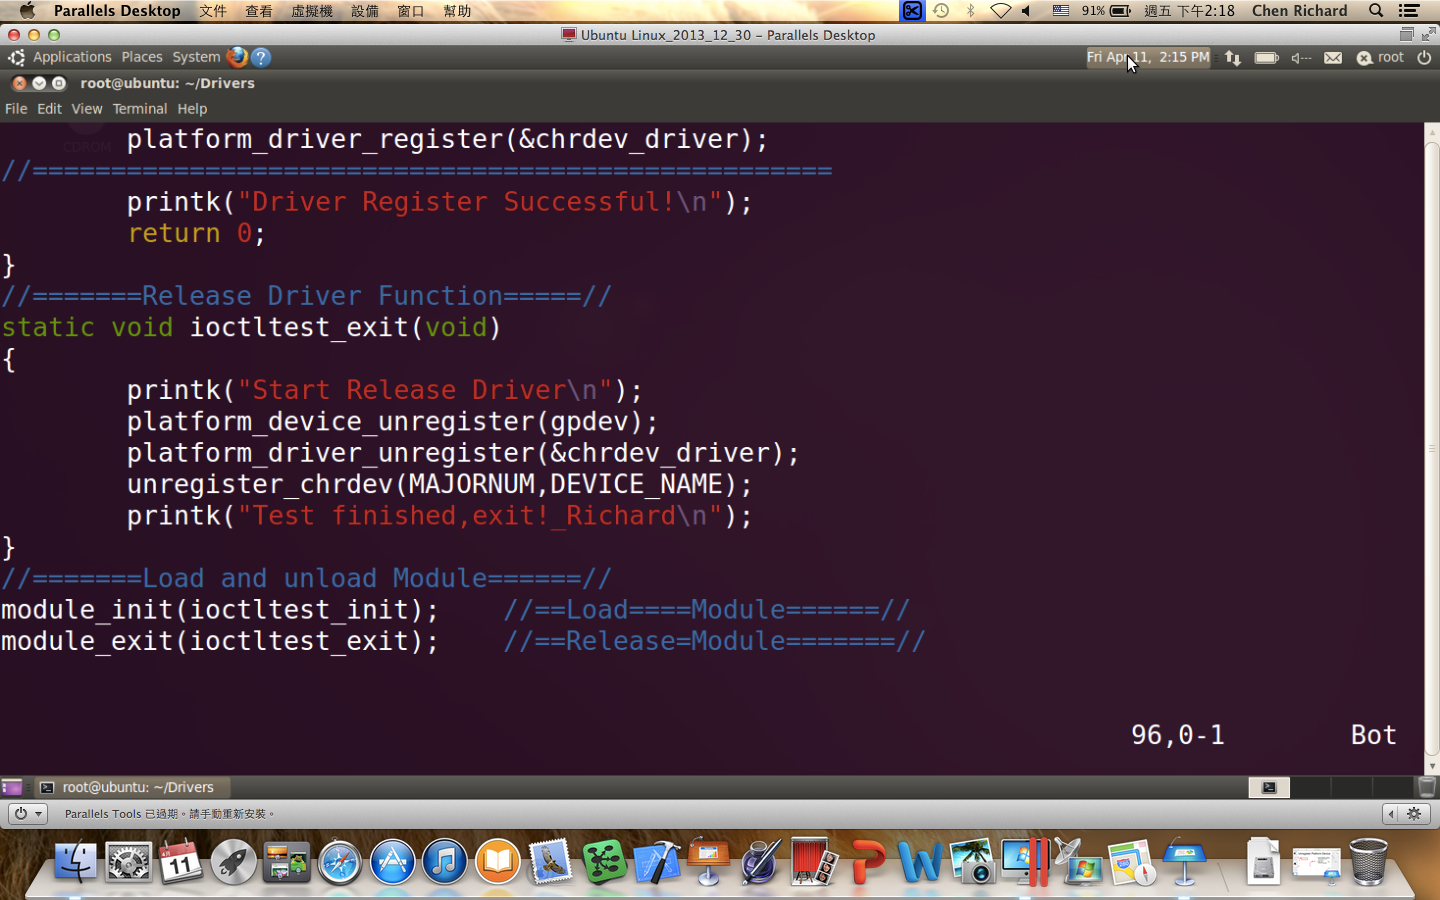 Parallels Desktop 文件 查看 虛擬機 設備 窗口 幫助 91% 週五 下午2:18 Chen Richard
Ubuntu Linux_2013_12_30 – Parallels Desktop
Applications Places System ? Fri Apr 11, 2:15 PM root
root@ubuntu: ~/Drivers
File Edit View Terminal Help
CDROM
platform_driver_register(&chrdev_driver);
//===================================================
printk("Driver Register Successful!\n");
return 0;
}
//=======Release Driver Function=====//
static void ioctltest_exit(void)
{
printk("Start Release Driver\n");
platform_device_unregister(gpdev);
platform_driver_unregister(&chrdev_driver);
unregister_chrdev(MAJORNUM,DEVICE_NAME);
printk("Test finished,exit!_Richard\n");
}
//=======Load and unload Module======//
module_init(ioctltest_init); //==Load====Module======//
module_exit(ioctltest_exit); //==Release=Module=======//
96,0-1 Bot
root@ubuntu: ~/Drivers
Parallels Tools 已過期。請手動重新安裝。
11